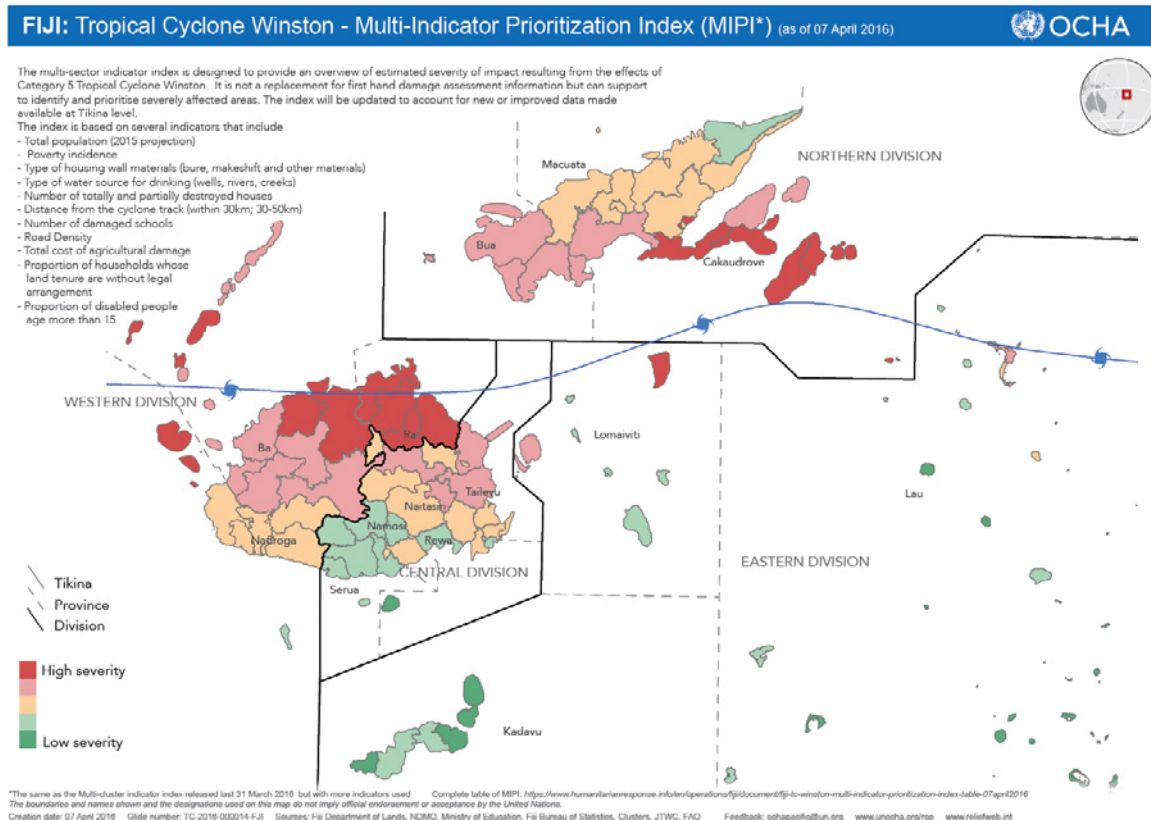 FIJI: Tropical Cyclone Winston - Multi-Indicator Prioritization Index (MIPI*) (as of 07 April 2016)
OCHA
The multi-sector indicator index is designed to provide an overview of estimated severity of impact resulting from the effects of
Category 5 Tropical Cyclone Winston. It is not a replacement for first hand damage assessment information but can support
to identify and prioritise severely affected areas. The index will be updated to account for new or improved data made
available at Tikina level.
The index is based on several indicators that include
- Total population (2015 projection)
- Poverty incidence
- Type of housing wall materials (bure, makeshift and other materials)
- Type of water source for drinking (wells, rivers, creeks)
- Number of totally and partially destroyed houses
- Distance from the cyclone track (within 30km; 30-50km)
- Number of damaged schools
- Road Density
- Total cost of agricultural damage
- Proportion of households whose
land tenure are without legal
arrangement
- Proportion of disabled people
age more than 15
Macuata
NORTHERN DIVISION
Bua
Cakaudrove
WESTERN DIVISION
Ba
Ra
Lomaiviti
Tailevu
Lau
Naitasiri
Namosi
Nadroga
Rewa
EASTERN DIVISION
CENTRAL DIVISION
Serua
Tikina
Province
Division
High severity
Low severity
Kadavu
*The same as the Multi-cluster indicator index released last 31 March 2016 but with more indicators used Complete table of MIPI: https://www.humanitarianresponse.info/en/operations/fiji/document/fiji-tc-winston-multi-indicator-prioritization-index-table-07april2016
The boundaries and names shown and the designations used on this map do not imply official endorsement or acceptance by the United Nations.
Creation date: 07 April 2016 Glide number: TC-2016-000014-FJI Sources: Fiji Department of Lands, NDMO, Ministry of Education, Fiji Bureau of Statistics, Clusters, JTWC, FAO Feedback: ochapacific@un.org www.unocha.org/rop www.reliefweb.int